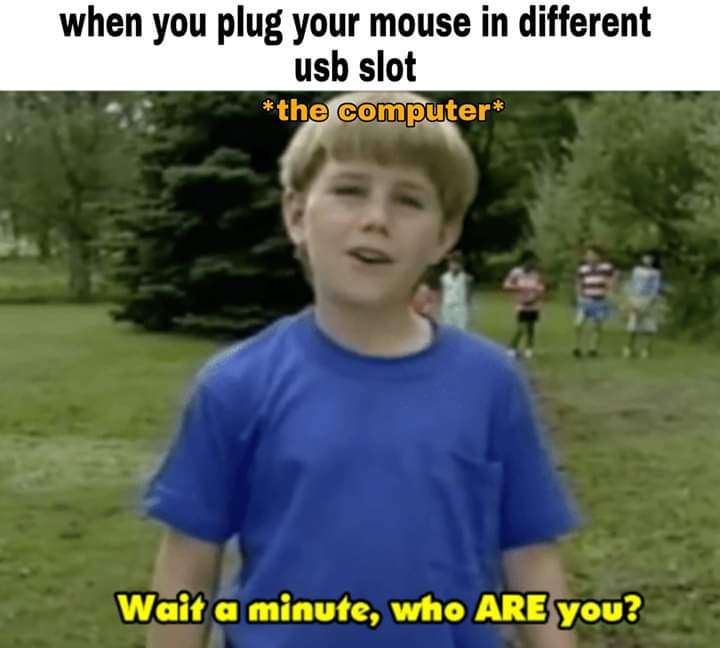 when you plug your mouse in different
usb slot
*the computer*
Wait a minute, who ARE you?